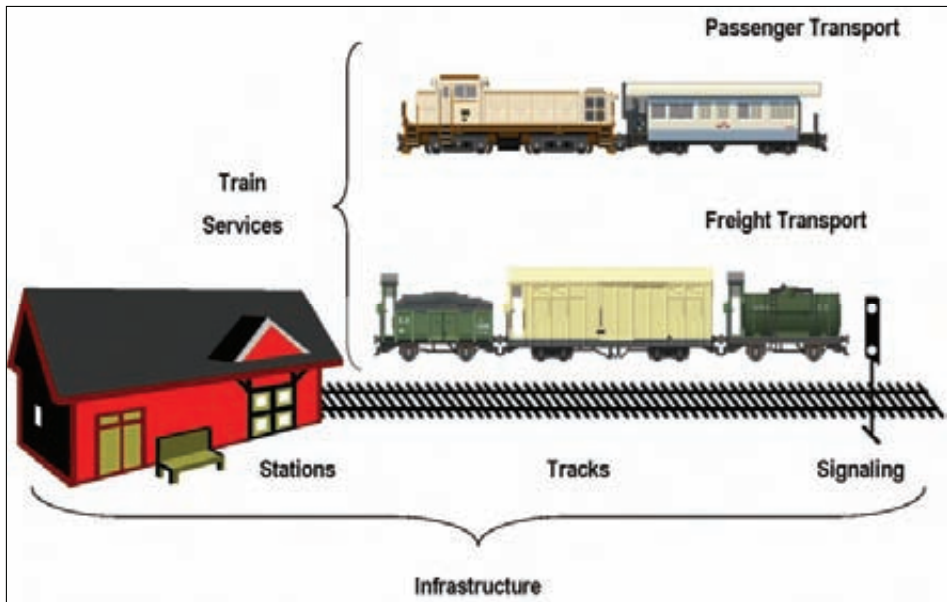 Passenger Transport
Train
Services
Freight Transport
Stations
Tracks
Signaling
Infrastructure